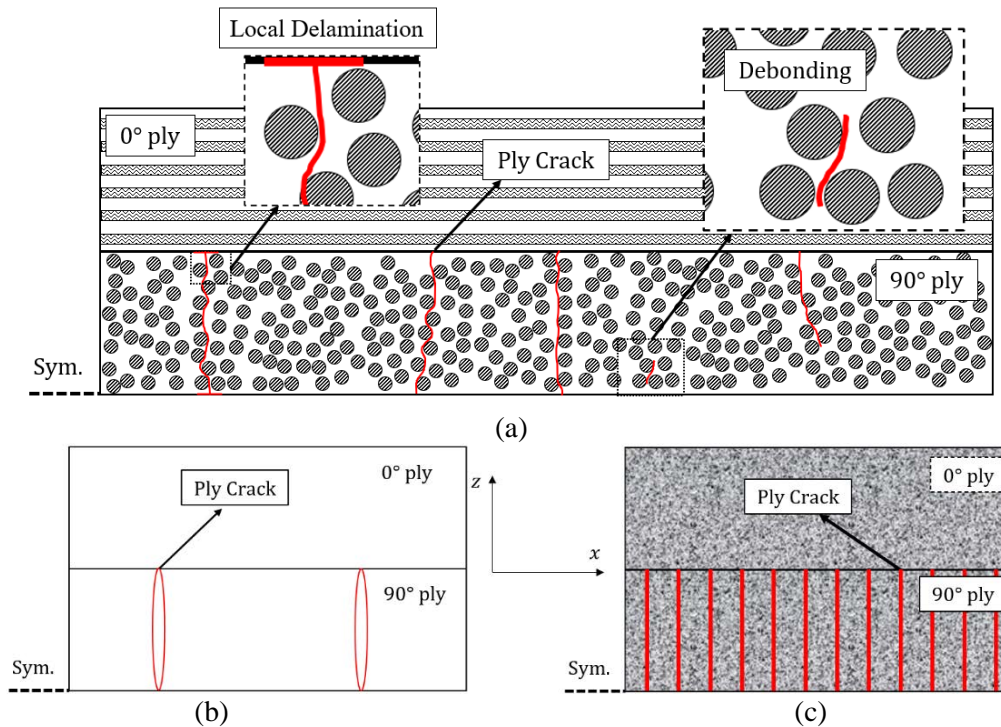 Local Delamination
Debonding
0° ply
Ply Crack
90° ply
Sym.
(a)
0° ply
Ply Crack
90° ply
Sym.
(b)
z
x
0° ply
Ply Crack
90° ply
Sym.
(c)